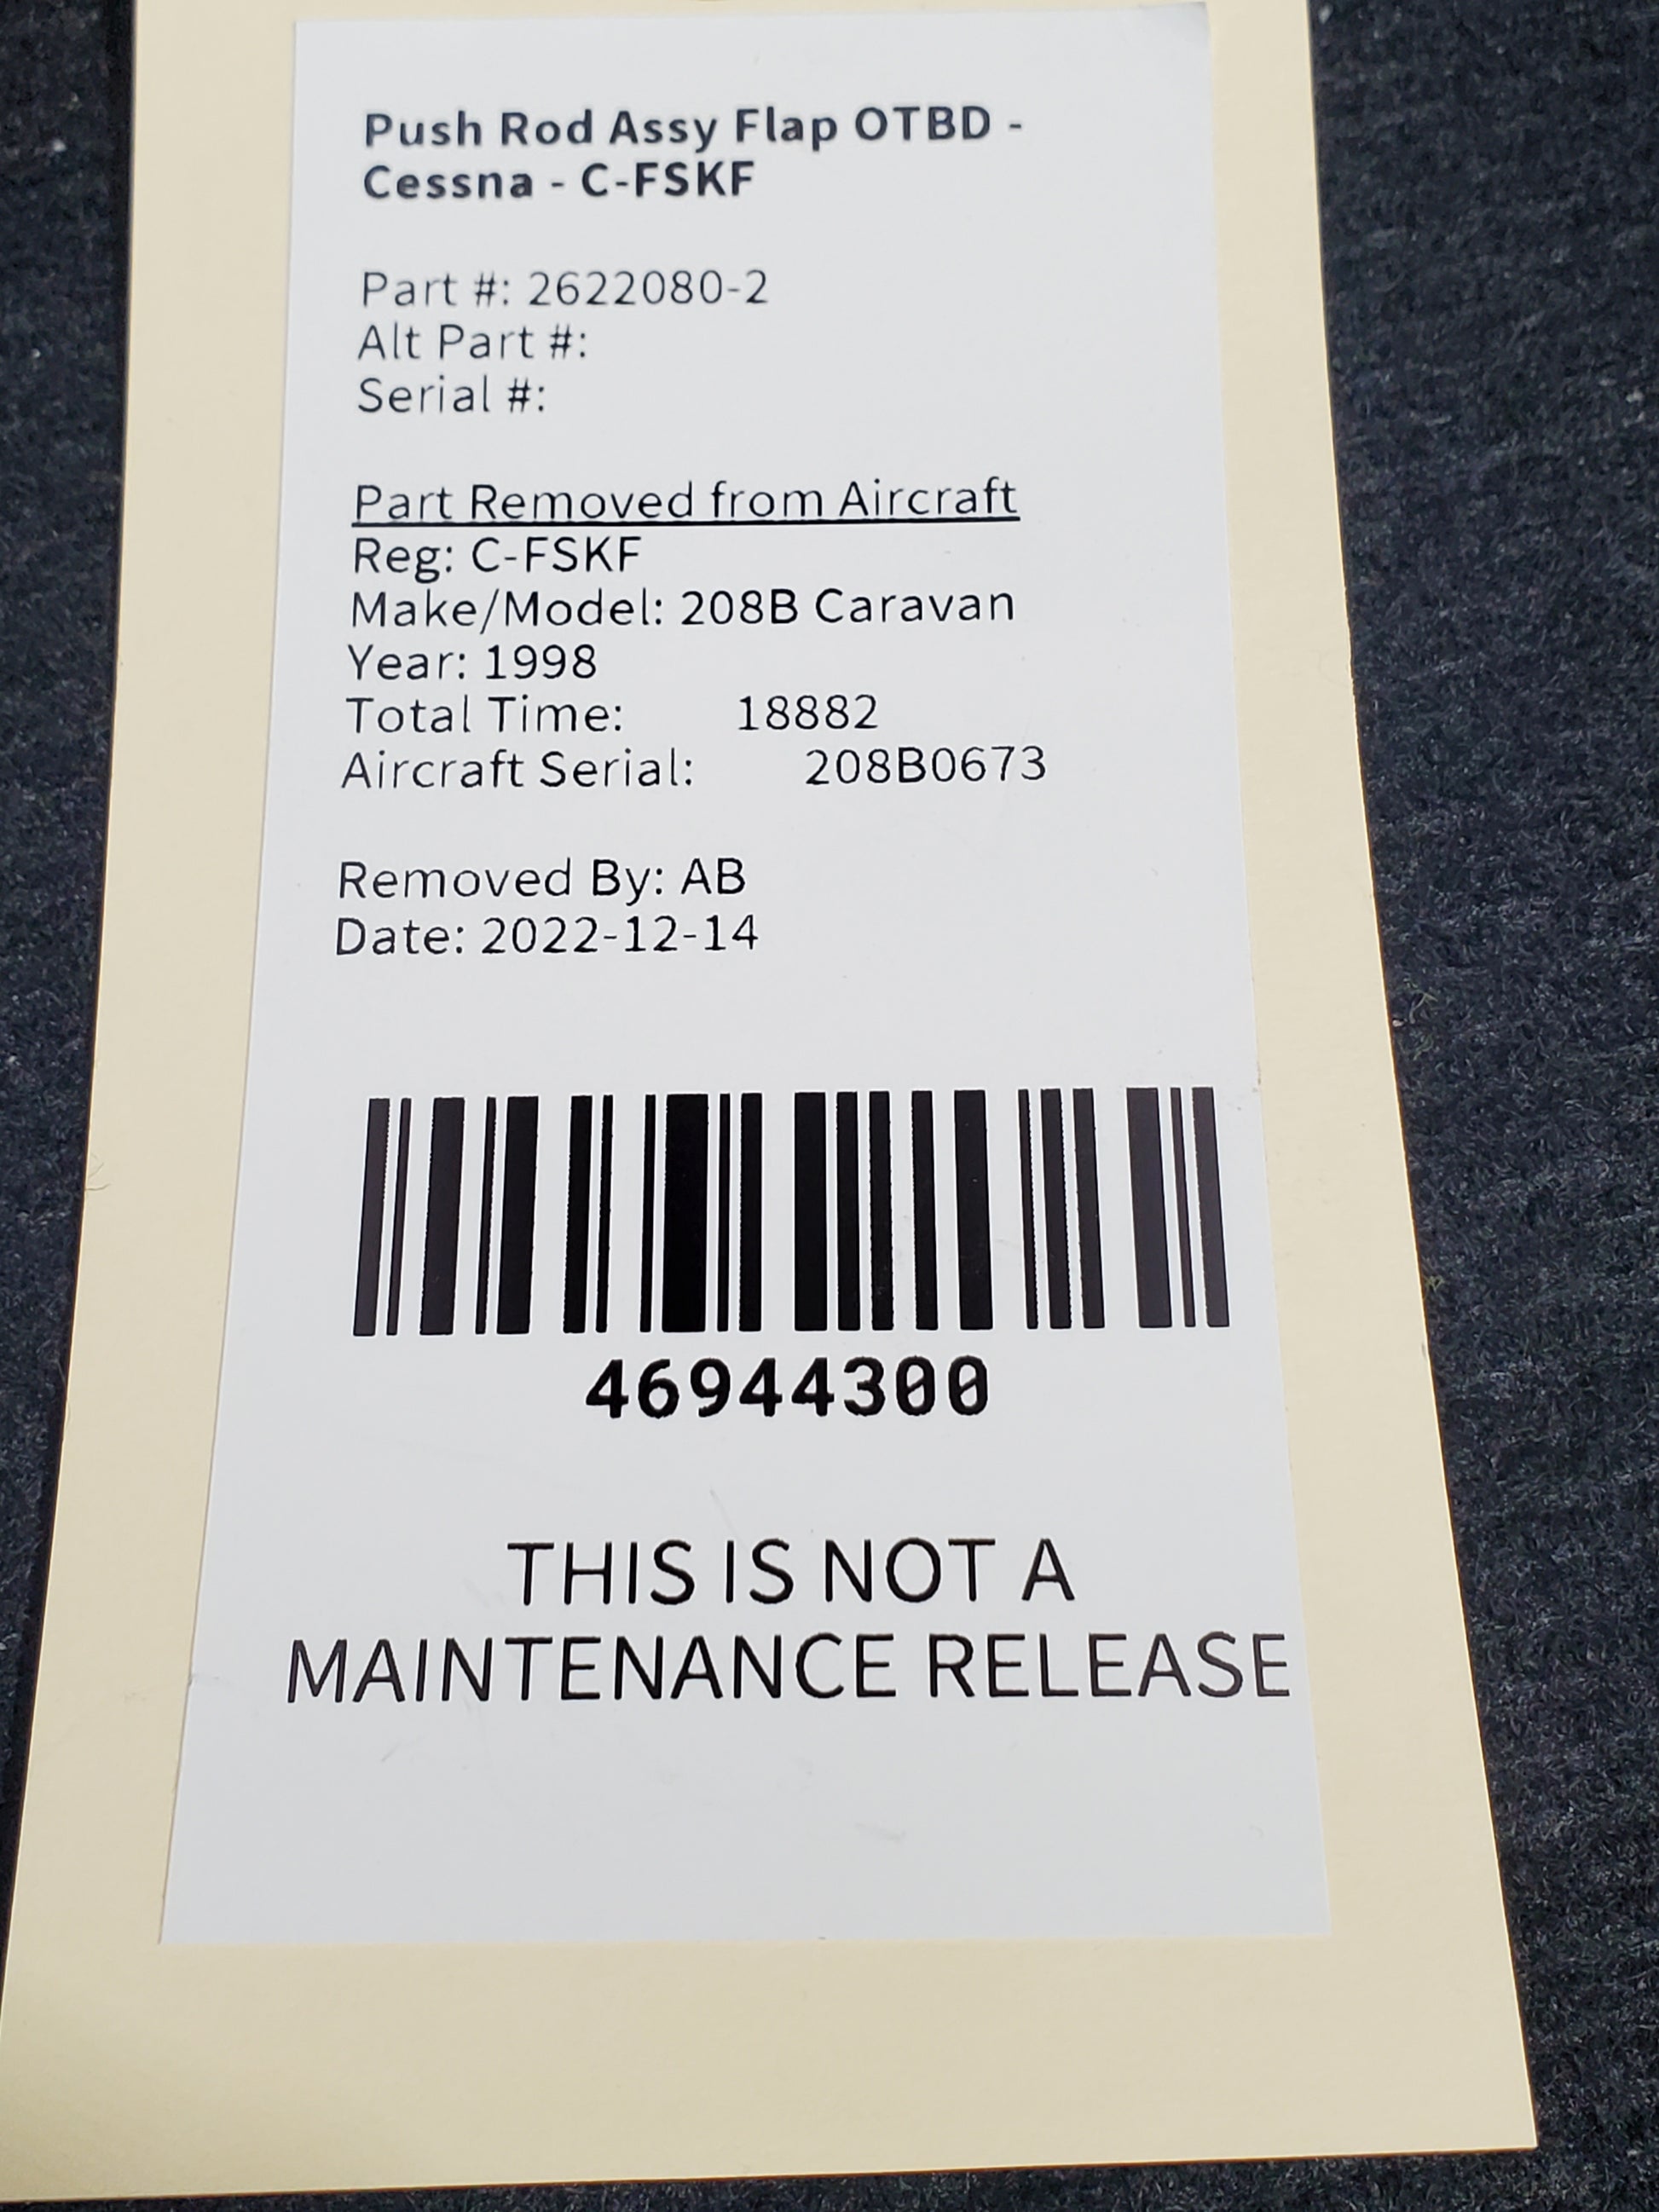 Push Rod Assy Flap OTBD -
Cessna - C-FSKF
Part #: 2622080-2
Alt Part #:
Serial #:
Part Removed from Aircraft
Reg: C-FSKF
Make/Model: 208B Caravan
Year: 1998
Total Time: 18882
Aircraft Serial: 208B0673
Removed By: AB
Date: 2022-12-14
46944300
THIS IS NOT A
MAINTENANCE RELEASE